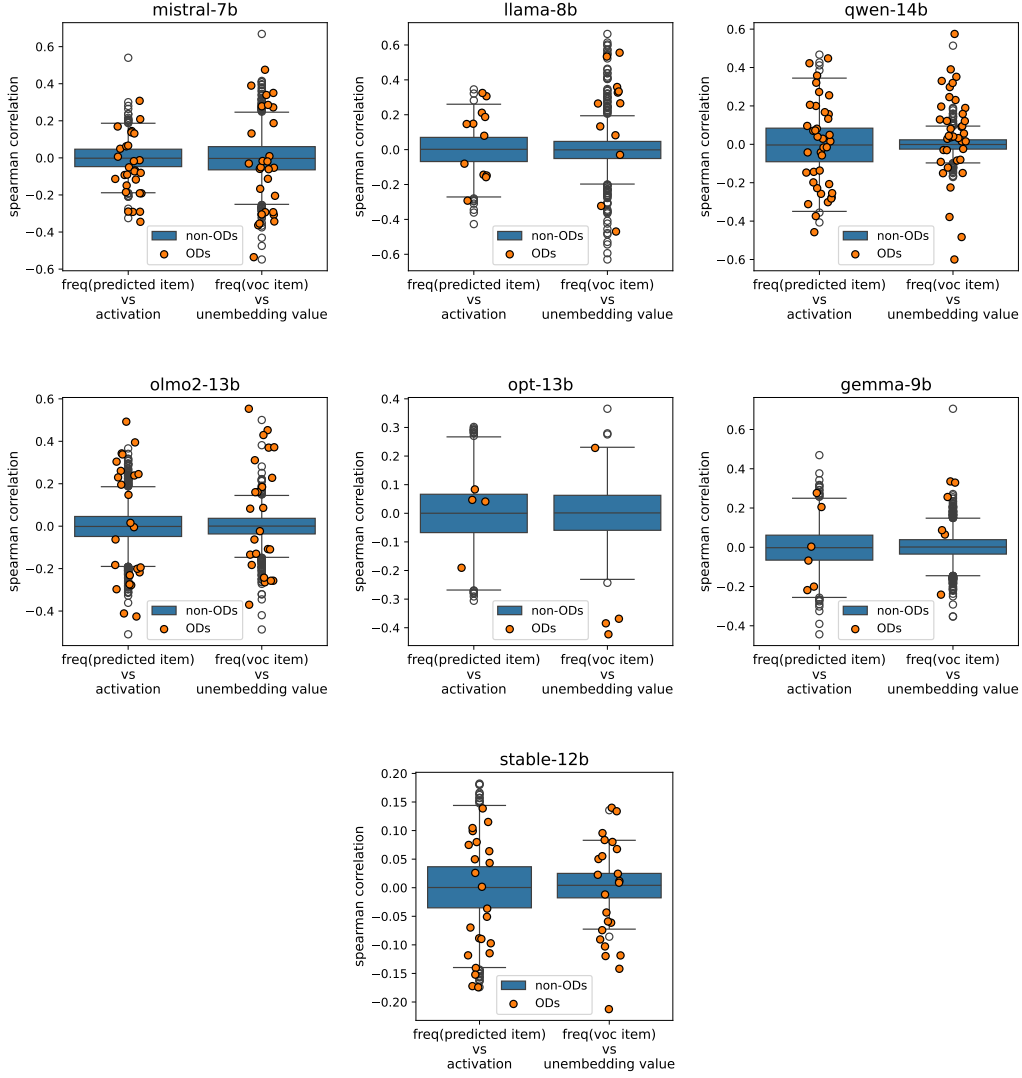 mistral-7b
spearman correlation
0.6
0.4
0.2
0.0
−0.2
−0.4
−0.6
non-ODs
ODs
freq(predicted item)
vs
activation
freq(voc item)
vs
unembedding value
llama-8b
spearman correlation
0.6
0.4
0.2
0.0
−0.2
−0.4
−0.6
non-ODs
ODs
freq(predicted item)
vs
activation
freq(voc item)
vs
unembedding value
qwen-14b
spearman correlation
0.6
0.4
0.2
0.0
−0.2
−0.4
−0.6
non-ODs
ODs
freq(predicted item)
vs
activation
freq(voc item)
vs
unembedding value
olmo2-13b
spearman correlation
0.6
0.4
0.2
0.0
−0.2
−0.4
non-ODs
ODs
freq(predicted item)
vs
activation
freq(voc item)
vs
unembedding value
opt-13b
spearman correlation
0.4
0.3
0.2
0.1
0.0
−0.1
−0.2
−0.3
−0.4
non-ODs
ODs
freq(predicted item)
vs
activation
freq(voc item)
vs
unembedding value
gemma-9b
spearman correlation
0.6
0.4
0.2
0.0
−0.2
−0.4
non-ODs
ODs
freq(predicted item)
vs
activation
freq(voc item)
vs
unembedding value
stable-12b
spearman correlation
0.20
0.15
0.10
0.05
0.00
−0.05
−0.10
−0.15
−0.20
non-ODs
ODs
freq(predicted item)
vs
activation
freq(voc item)
vs
unembedding value